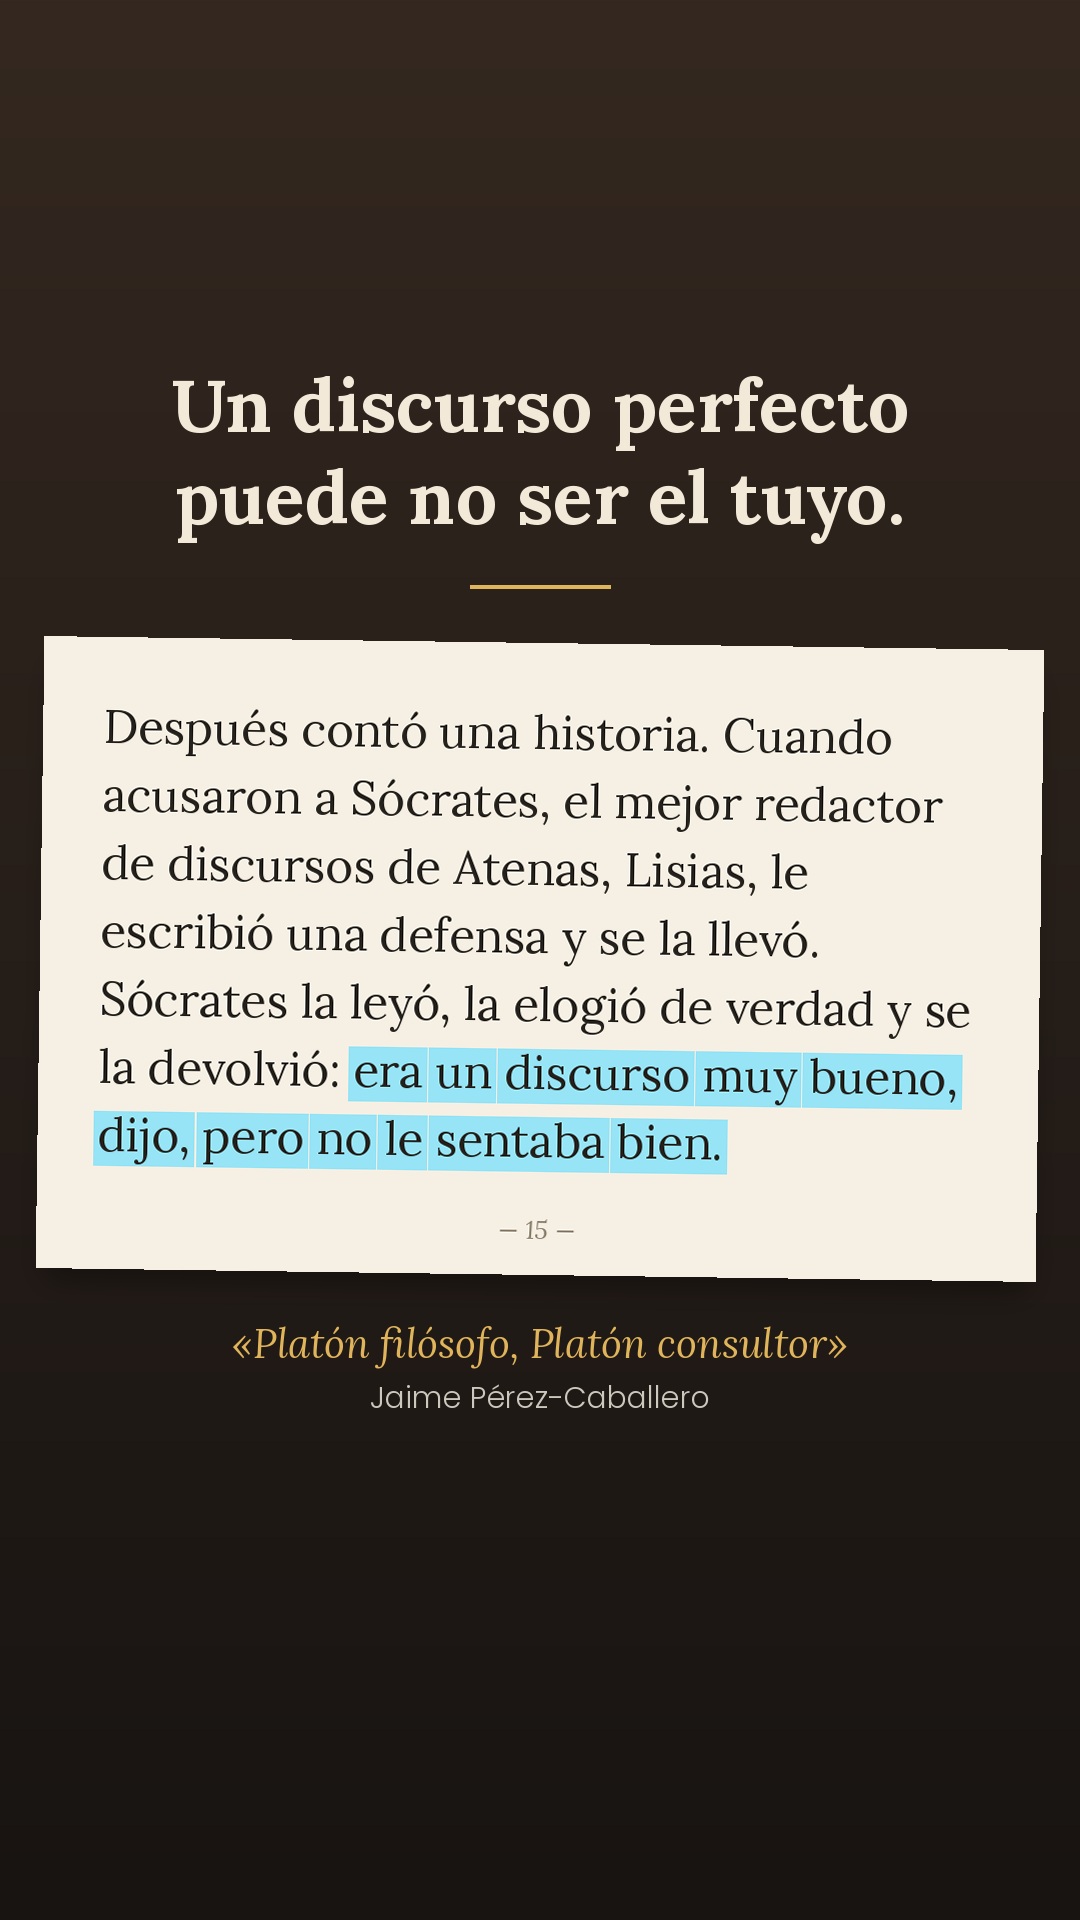 Un discurso perfecto
puede no ser el tuyo.
Después contó una historia. Cuando
acusaron a Sócrates, el mejor redactor
de discursos de Atenas, Lisias, le
escribió una defensa y se la llevó.
Sócrates la leyó, la elogió de verdad y se
la devolvió: era un discurso muy bueno,
dijo, pero no le sentaba bien.
— 15 —
«Platón filósofo, Platón consultor»
Jaime Pérez-Caballero